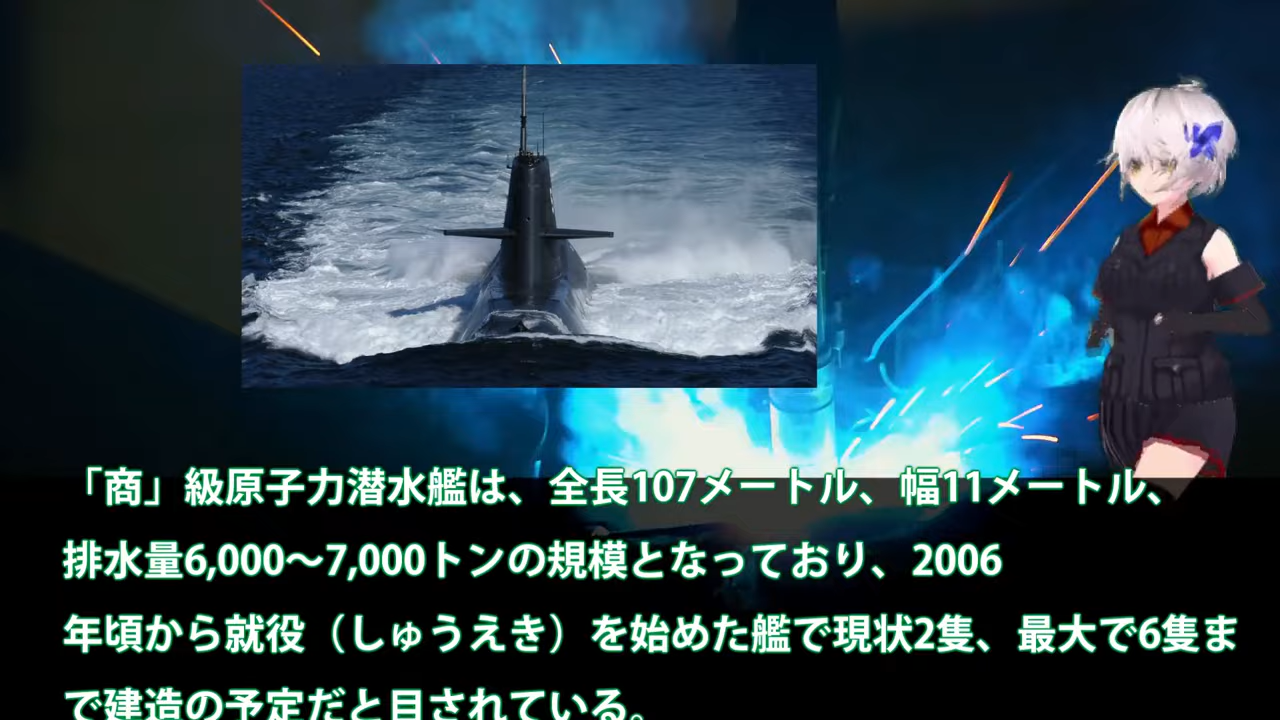 「商」級原子力潜水艦は、全長107メートル、幅11メートル、
排水量6,000〜7,000トンの規模となっており、2006
年頃から就役（しゅうえき）を始めた艦で現状2隻、最大で6隻ま
で建造の予定だと目されている。